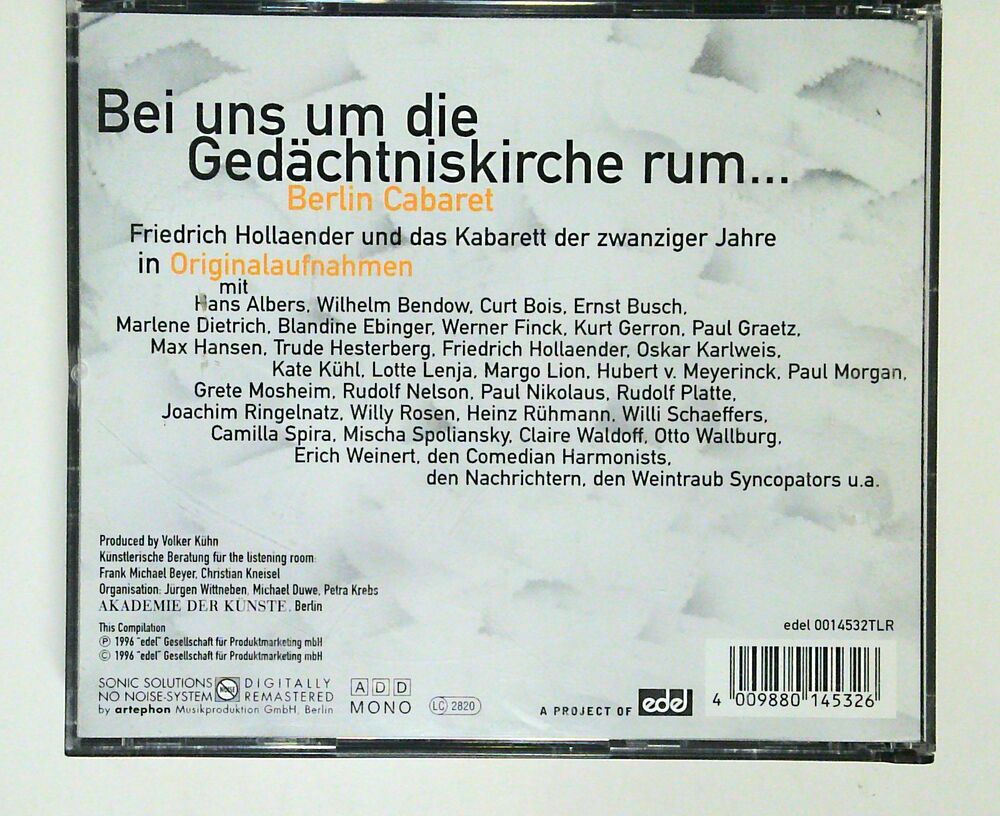 Bei uns um die
Gedächtniskirche rum...
Berlin Cabaret
Friedrich Hollaender und das Kabarett der zwanziger Jahre
in Originalaufnahmen
mit
Hans Albers, Wilhelm Bendow, Curt Bois, Ernst Busch,
Marlene Dietrich, Blandine Ebinger, Werner Finck, Kurt Gerron, Paul Graetz,
Max Hansen, Trude Hesterberg, Friedrich Hollaender, Oskar Karlweis,
Kate Kühl, Lotte Lenja, Margo Lion, Hubert v. Meyerinck, Paul Morgan,
Grete Mosheim, Rudolf Nelson, Paul Nikolaus, Rudolf Platte,
Joachim Ringelnatz, Willy Rosen, Heinz Rühmann, Willi Schaeffers,
Camilla Spira, Mischa Spoliansky, Claire Waldoff, Otto Wallburg,
Erich Weinert, den Comedian Harmonists,
den Nachrichtern, den Weintraub Syncopators u.a.
Produced by Volker Kühn
Künstlerische Beratung für the listening room:
Frank Michael Beyer, Christian Kneisel
Organisation: Jürgen Wittneben, Michael Duwe, Petra Krebs
AKADEMIE DER KÜNSTE, Berlin
This Compilation
℗ 1996 "edel" Gesellschaft für Produktmarketing mbH
© 1996 "edel" Gesellschaft für Produktmarketing mbH
SONIC SOLUTIONS NOISE DIGITALLY
NO NOISE-SYSTEM REMASTERED
by artephon Musikproduktion GmbH, Berlin
ADD
MONO
LC 2820
A PROJECT OF edel
edel 0014532TLR
4 009880 145326